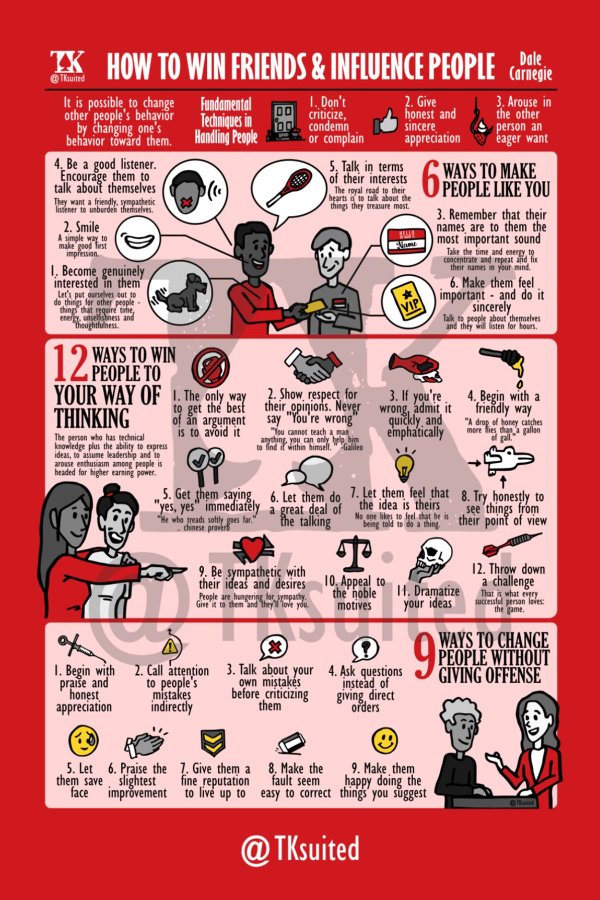 TK
@TKsuited
HOW TO WIN FRIENDS & INFLUENCE PEOPLE
Dale
Carnegie
It is possible to change
other people's behavior
by changing one's
behavior toward them.
Fundamental
Techniques in
Handling People
1. Don't
criticize,
condemn
or complain
2. Give
honest and
sincere
appreciation
3. Arouse in
the other
person an
eager want
6 WAYS TO MAKE
PEOPLE LIKE YOU
4. Be a good listener.
Encourage them to
talk about themselves
They want a friendly, sympathetic
listener to unburden themselves.
5. Talk in terms
of their interests
The royal road to their
hearts is to talk about the
things they treasure most.
2. Smile
A simple way to
make good first
impression.
3. Remember that their
names are to them the
most important sound
Take the time and energy to
concentrate and repeat and fix
their names in your mind.
HELLO
Name
1. Become genuinely
interested in them
Let's put ourselves out to
do things for other people -
things that require time,
energy, unselfishness and
thoughtfulness.
VIP
6. Make them feel
important - and do it
sincerely
Talk to people about themselves
and they will listen for hours.
12 WAYS TO WIN
PEOPLE TO
YOUR WAY OF
THINKING
The person who has technical
knowledge plus the ability to express
ideas, to assume leadership and to
arouse enthusiasm among people is
headed for higher earning power.
1. The only way
to get the best
of an argument
is to avoid it
2. Show respect for
their opinions. Never
say "You're wrong"
"You cannot teach a man
anything, you can only help him
to find it within himself." -Galileo
3. If you're
wrong, admit it
quickly and
emphatically
4. Begin with a
friendly way
"A drop of honey catches
more flies than a gallon
of gall."
5. Get them saying
"yes, yes" immediately
"He who treads softly goes far."
- chinese proverb
6. Let them do
a great deal of
the talking
7. Let them feel that
the idea is theirs
No one likes to feel that he is
being told to do a thing.
8. Try honestly to
see things from
their point of view
9. Be sympathetic with
their ideas and desires
People are hungering for sympathy.
Give it to them and they'll love you.
10. Appeal to
the noble
motives
11. Dramatize
your ideas
12. Throw down
a challenge
That is what every
successful person loves:
the game.
TK
@TKsuited
9 WAYS TO CHANGE
PEOPLE WITHOUT
GIVING OFFENSE
1. Begin with
praise and
honest
appreciation
2. Call attention
to people's
mistakes
indirectly
3. Talk about your
own mistakes
before criticizing
them
4. Ask questions
instead of
giving direct
orders
5. Let
them save
face
6. Praise the
slightest
improvement
7. Give them a
fine reputation
to live up to
8. Make the
fault seem
easy to correct
9. Make them
happy doing the
things you suggest
@TKsuited
@TKsuited